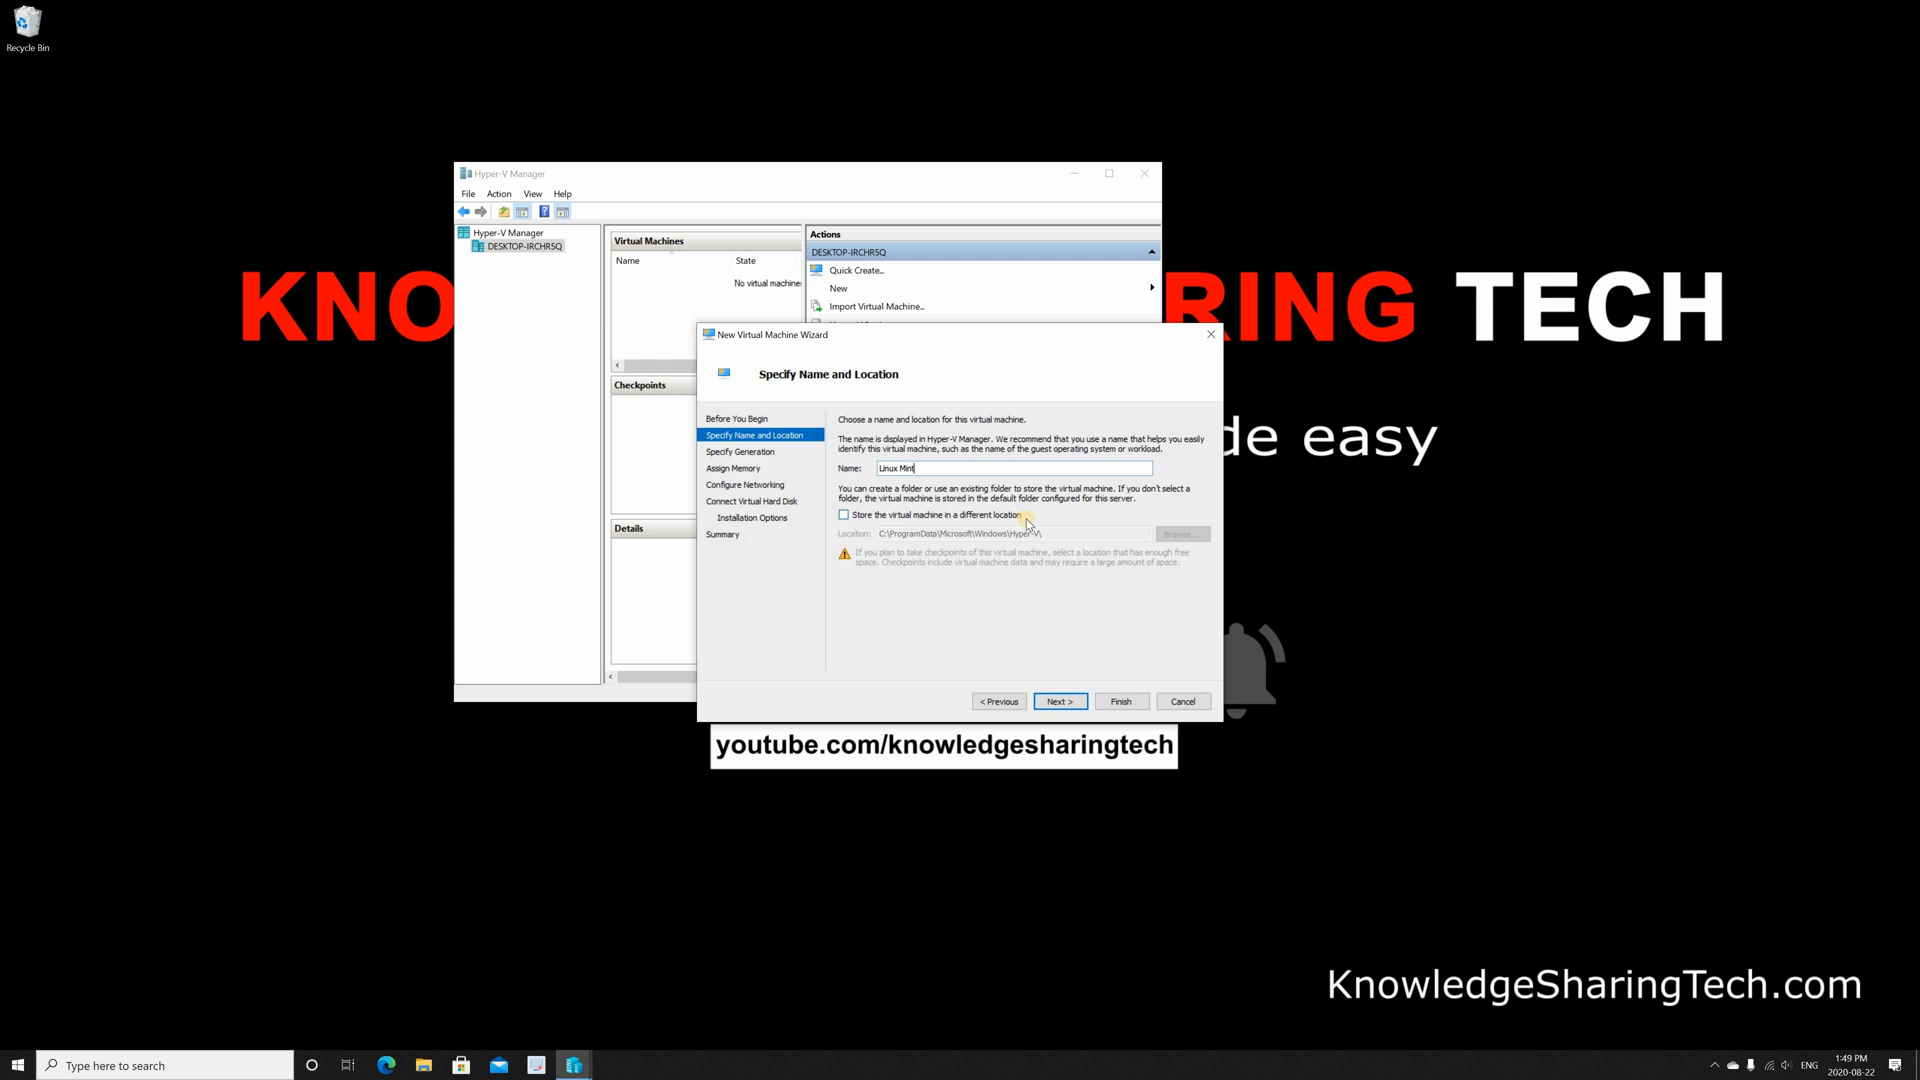 Recycle Bin
Hyper-V Manager
File Action View Help
Hyper-V Manager
DESKTOP-IRCHR5Q
Virtual Machines
Name State
No virtual machines
Checkpoints
Details
Actions
DESKTOP-IRCHR5Q
Quick Create...
New
Import Virtual Machine...
KNO RING TECH
de easy
New Virtual Machine Wizard
Specify Name and Location
Before You Begin
Specify Name and Location
Specify Generation
Assign Memory
Configure Networking
Connect Virtual Hard Disk
Installation Options
Summary
Choose a name and location for this virtual machine.
The name is displayed in Hyper-V Manager. We recommend that you use a name that helps you easily
identify this virtual machine, such as the name of the guest operating system or workload.
Name: Linux Mint
You can create a folder or use an existing folder to store the virtual machine. If you don't select a
folder, the virtual machine is stored in the default folder configured for this server.
Store the virtual machine in a different location
Location: C:\ProgramData\Microsoft\Windows\Hyper-V\ Browse...
If you plan to take checkpoints of this virtual machine, select a location that has enough free
space. Checkpoints include virtual machine data and may require a large amount of space.
< Previous Next > Finish Cancel
youtube.com/knowledgesharingtech
KnowledgeSharingTech.com
Type here to search
ENG
1:49 PM
2020-08-22